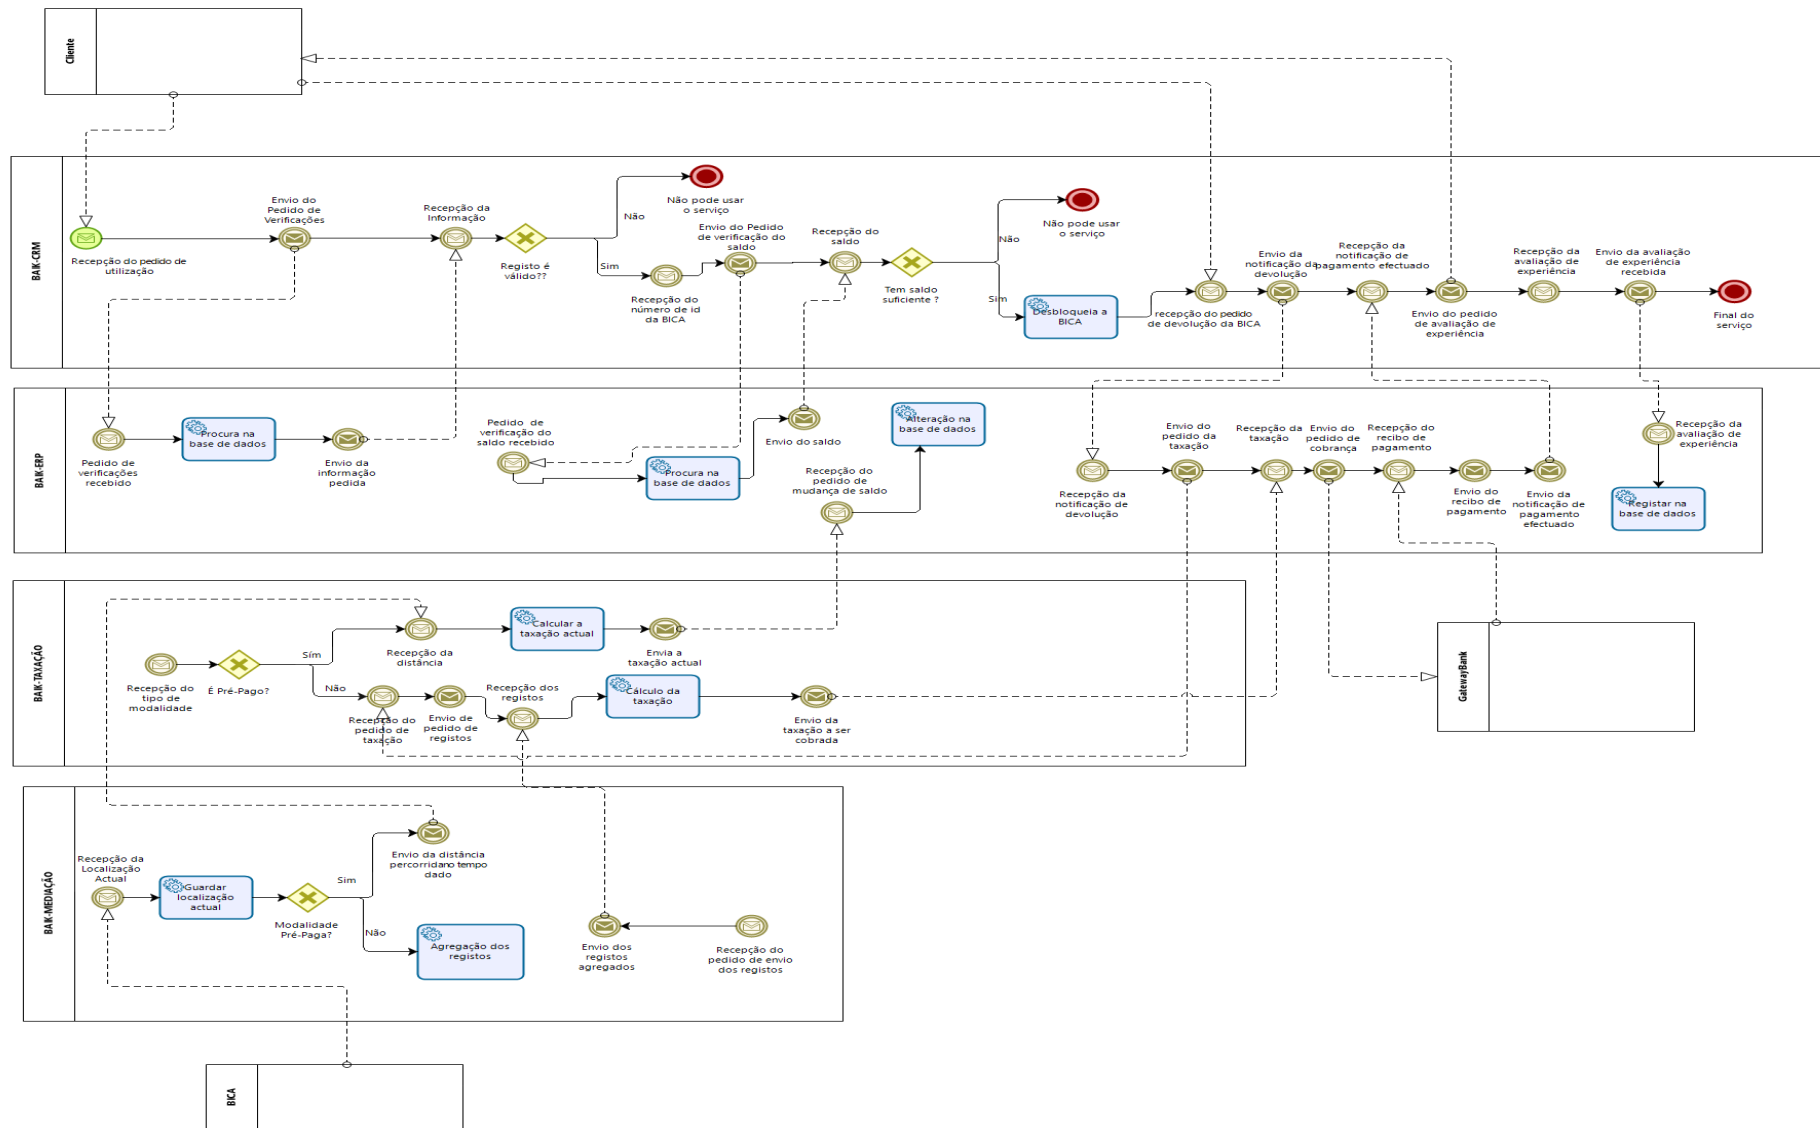 Cliente
BAIK-CRM
Recepção do pedido de
utilização
Envio do
Pedido de
Verificações
Recepção da
Informação
Registo é
válido??
Não
Não pode usar
o serviço
Sim
Recepção do
número de id
da BICA
Envio do Pedido
de verificação do
saldo
Recepção do
saldo
Tem saldo
suficiente ?
Não
Não pode usar
o serviço
Sim
Desbloqueia a
BICA
recepção do pedido
de devolução da BICA
Envio da
notificação da
devolução
Recepção da
notificação de
pagamento efectuado
Envio do pedido
de avaliação de
experiência
Recepção da
avaliação de
experiência
Envio da avaliação
de experiência
recebida
Final do
serviço
BAIK-ERP
Pedido de
verificações
recebido
Procura na
base de dados
Envio da
informação
pedida
Pedido de
verificação do
saldo recebido
Procura na
base de dados
Envio do saldo
Recepção do
pedido de
mudança de saldo
Alteração na
base de dados
Recepção da
notificação de
devolução
Envio do
pedido da
taxação
Recepção da
taxação
Envio do
pedido de
cobrança
Recepção do
recibo de
pagamento
Envio do
recibo de
pagamento
Envio da
notificação de
pagamento
efectuado
Recepção da
avaliação de
experiência
Registar na
base de dados
BAIK-TAXAÇÃO
Recepção do
tipo de
modalidade
É Pré-Pago?
Sím
Recepção da
distância
Calcular a
taxação actual
Envia a
taxação actual
Não
Recepção do
pedido de
taxação
Envio de
pedido de
registos
Recepção dos
registos
Cálculo da
taxação
Envio da
taxação a ser
cobrada
GatewayBank
BAIK-MEDIAÇÃO
Recepção da
Localização
Actual
Guardar
localização
actual
Modalidade
Pré-Paga?
Sim
Envio da distância
percorridano tempo
dado
Não
Agregação dos
registos
Envio dos
registos
agregados
Recepção do
pedido de envio
dos registos
BICA